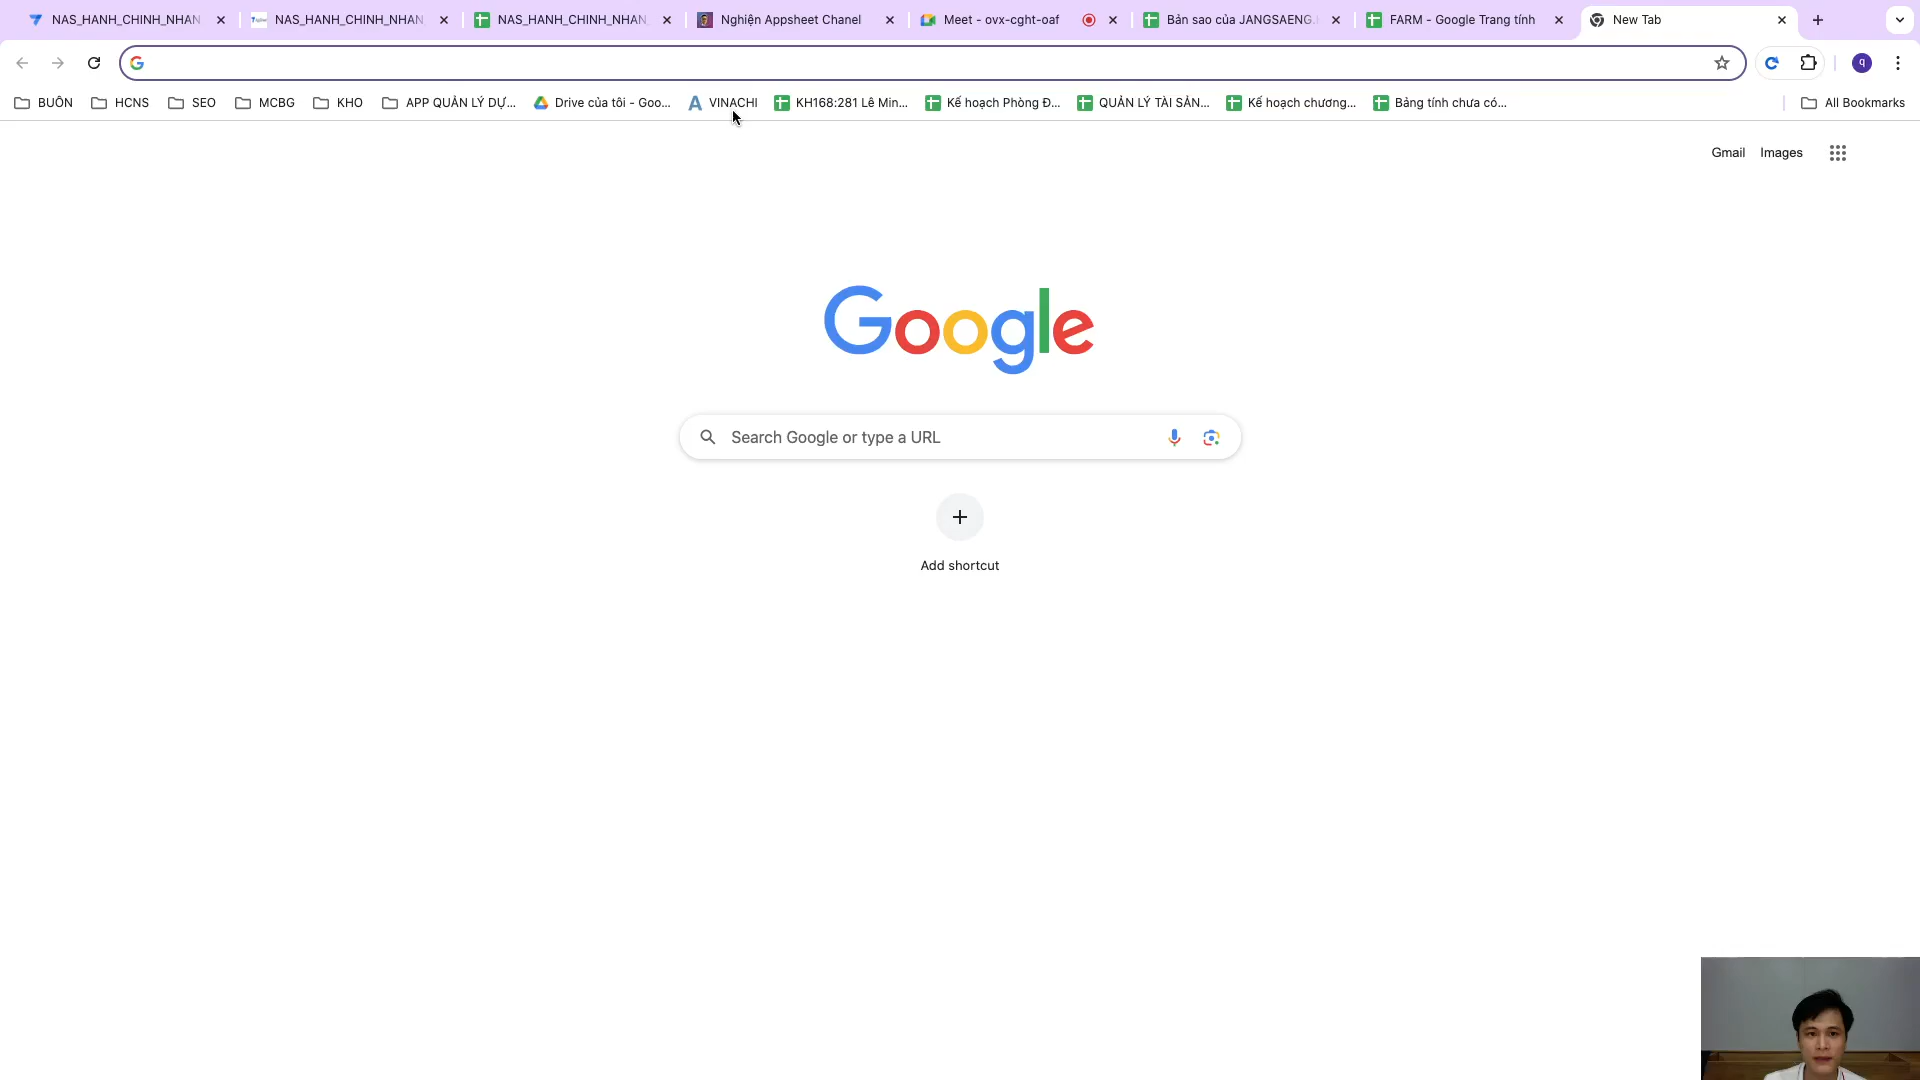 NAS_HANH_CHINH_NHAN
NAS_HANH_CHINH_NHAN
NAS_HANH_CHINH_NHAN_
Nghiện Appsheet Chanel
Meet - ovx-cght-oaf
Bản sao của JANGSAENG.
FARM - Google Trang tính
New Tab
BUÔN
HCNS
SEO
MCBG
KHO
APP QUẢN LÝ DỰ...
Drive của tôi - Goo...
VINACHI
KH168:281 Lê Min...
Kế hoạch Phòng Đ...
QUẢN LÝ TÀI SẢN...
Kế hoạch chương...
Bảng tính chưa có...
All Bookmarks
Gmail
Images
Google
Search Google or type a URL
Add shortcut
q